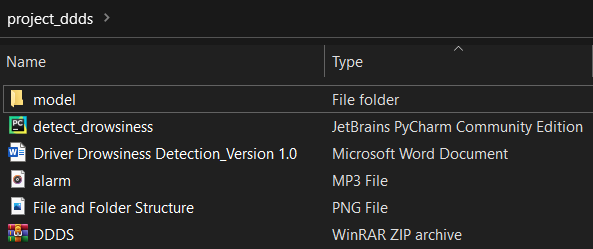 project_ddds
Name Type
model File folder
detect_drowsiness JetBrains PyCharm Community Edition
Driver Drowsiness Detection_Version 1.0 Microsoft Word Document
alarm MP3 File
File and Folder Structure PNG File
DDDS WinRAR ZIP archive